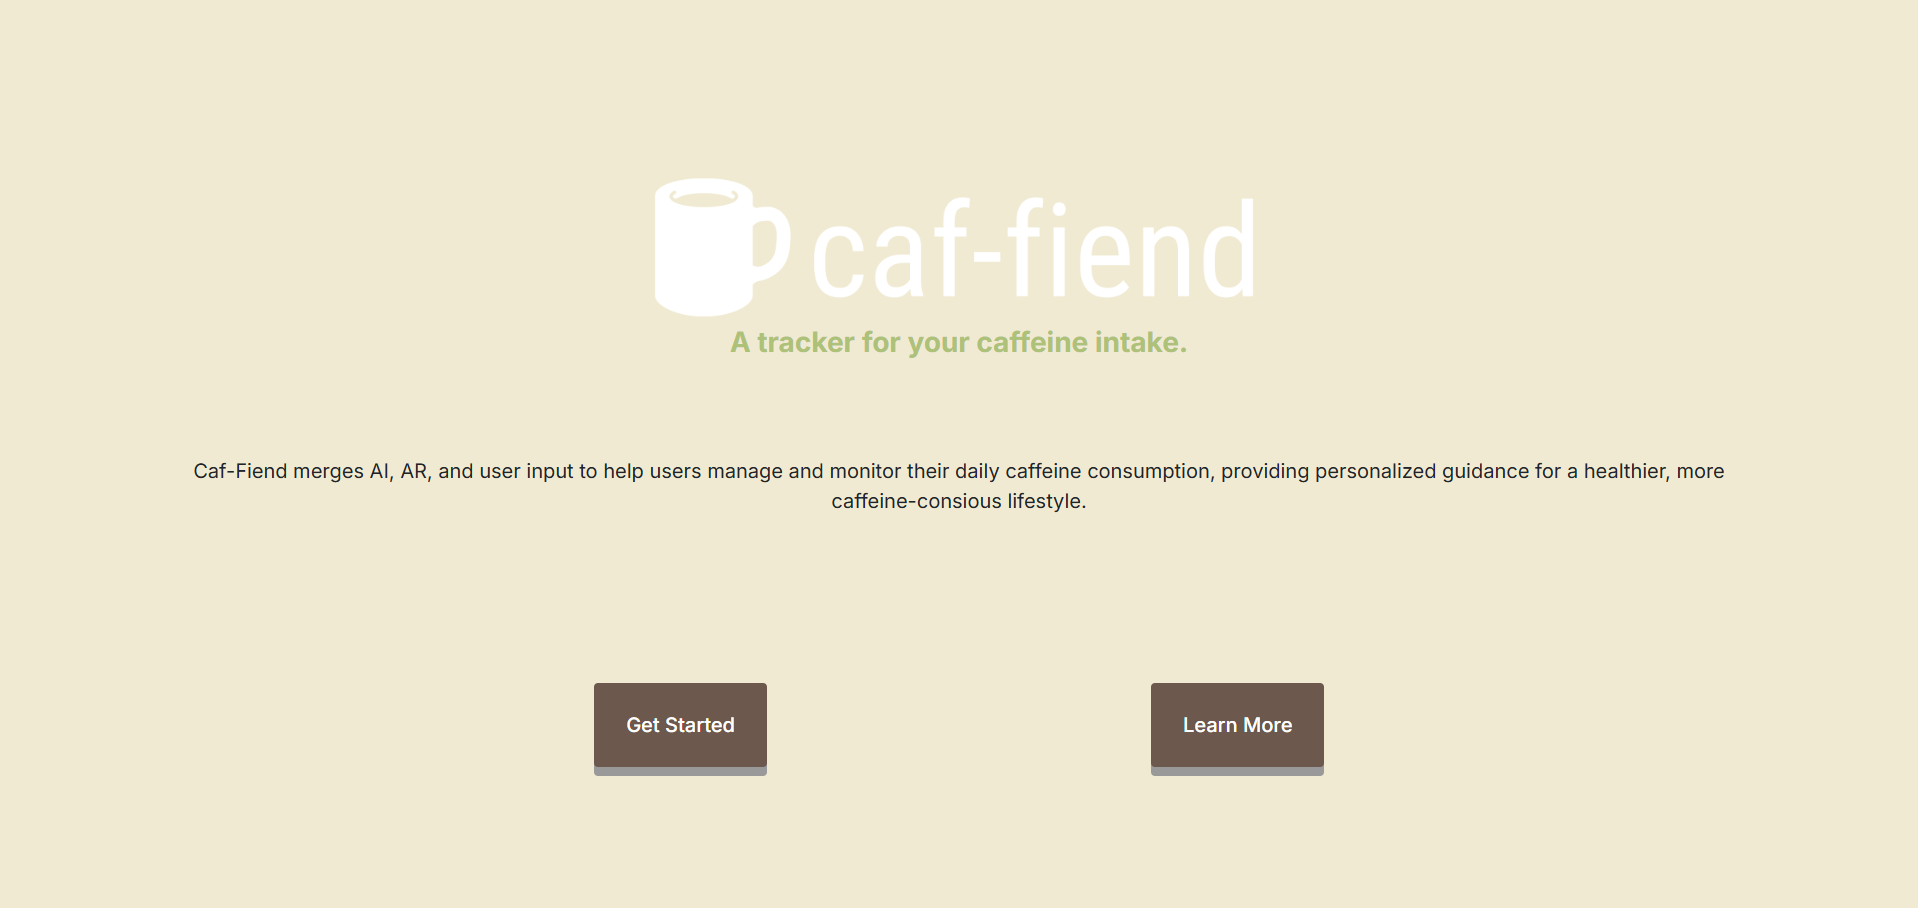 caf-fiend
A tracker for your caffeine intake.
Caf-Fiend merges AI, AR, and user input to help users manage and monitor their daily caffeine consumption, providing personalized guidance for a healthier, more
caffeine-consious lifestyle.
Get Started
Learn More